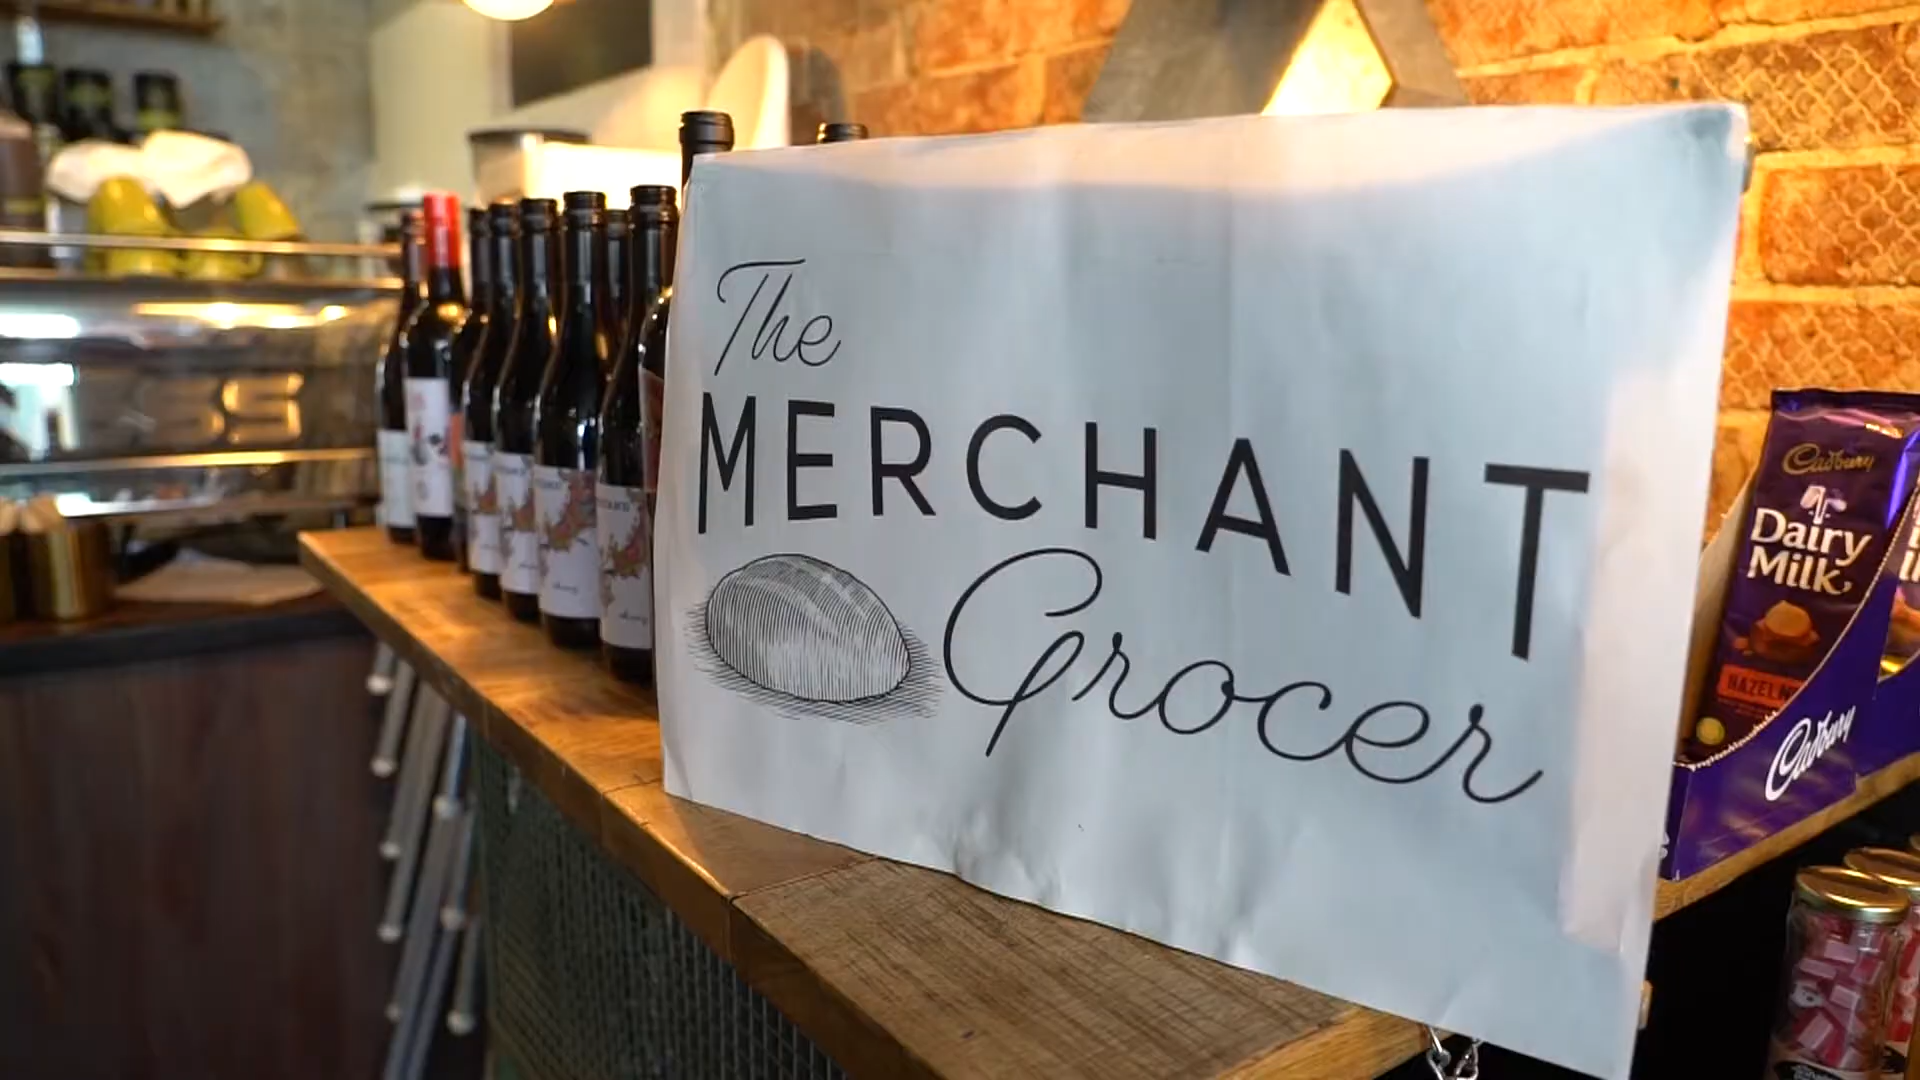 The
MERCHANT
Grocer
Cadbury
Dairy
Milk
Cadbury